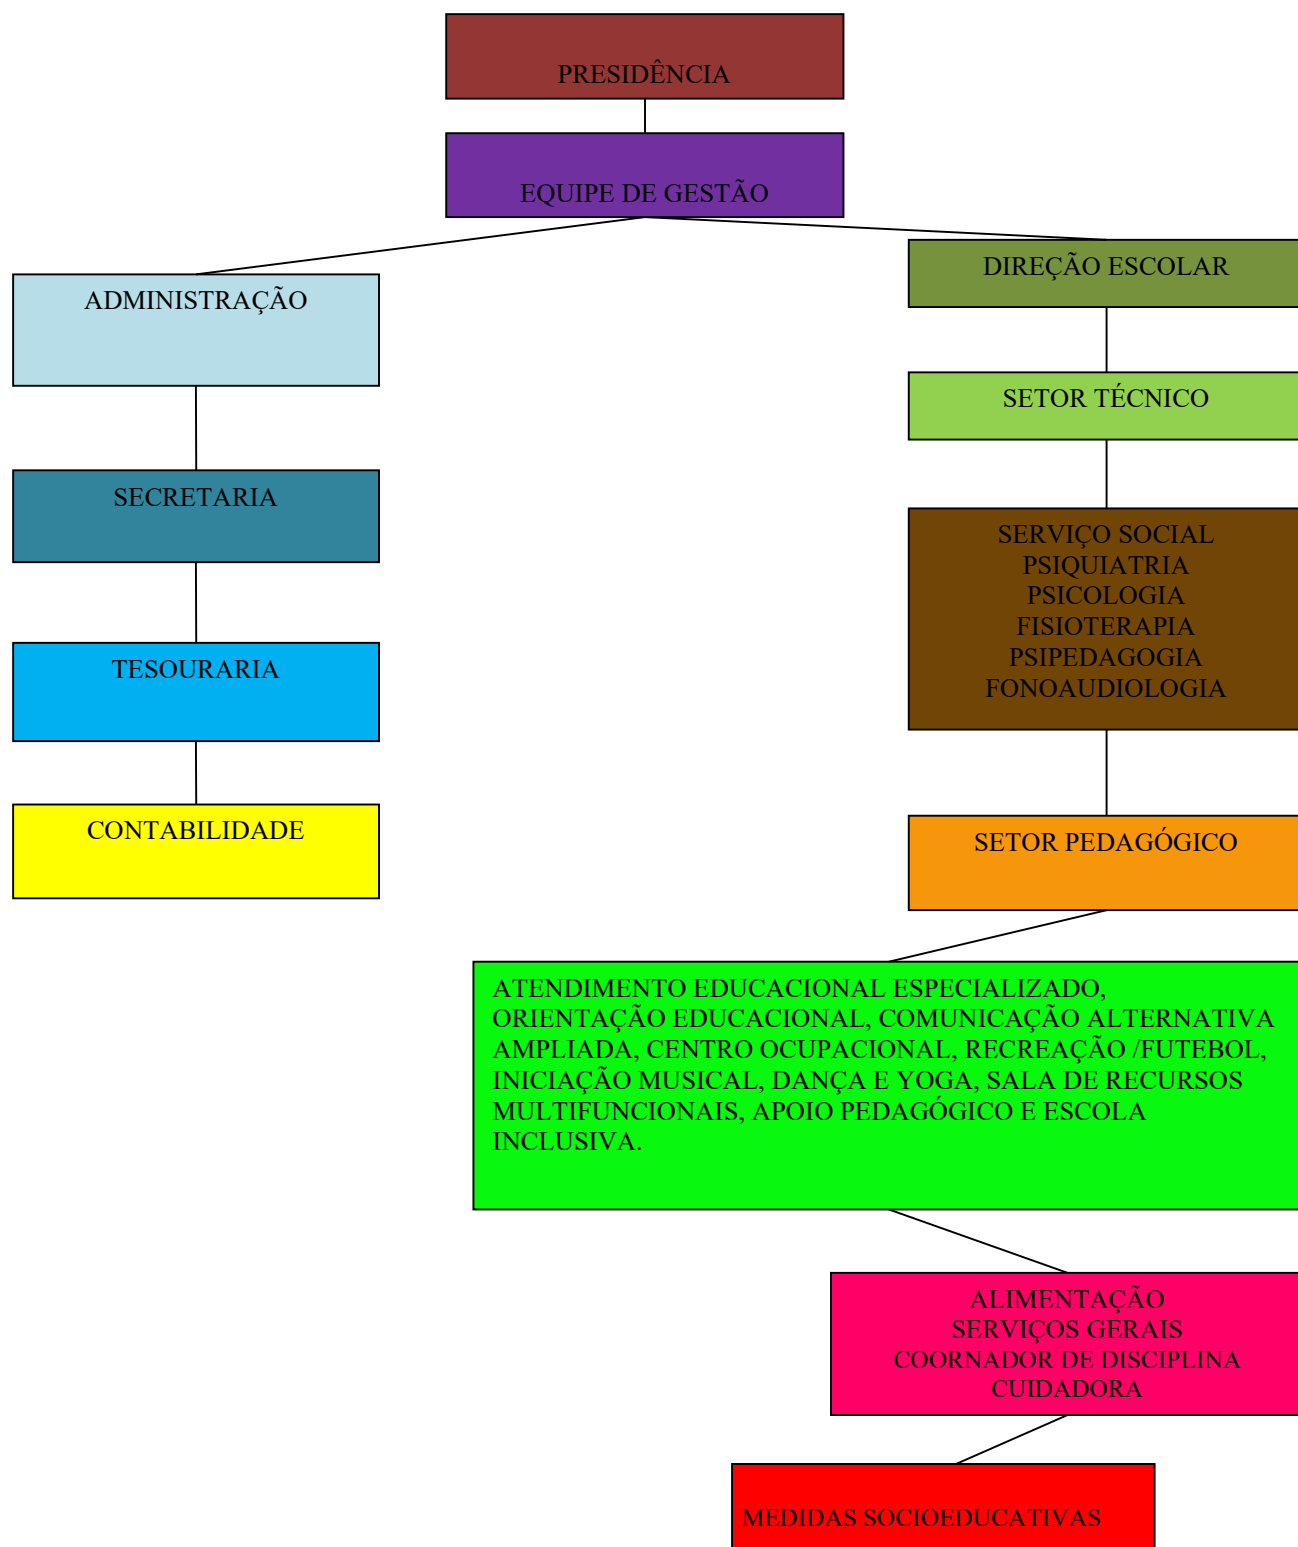 PRESIDÊNCIA
EQUIPE DE GESTÃO
ADMINISTRAÇÃO
SECRETARIA
TESOURARIA
CONTABILIDADE
DIREÇÃO ESCOLAR
SETOR TÉCNICO
SERVIÇO SOCIAL
PSIQUIATRIA
PSICOLOGIA
FISIOTERAPIA
PSIPEDAGOGIA
FONOAUDIOLOGIA
SETOR PEDAGÓGICO
ATENDIMENTO EDUCACIONAL ESPECIALIZADO,
ORIENTAÇÃO EDUCACIONAL, COMUNICAÇÃO ALTERNATIVA
AMPLIADA, CENTRO OCUPACIONAL, RECREAÇÃO /FUTEBOL,
INICIAÇÃO MUSICAL, DANÇA E YOGA, SALA DE RECURSOS
MULTIFUNCIONAIS, APOIO PEDAGÓGICO E ESCOLA
INCLUSIVA.
ALIMENTAÇÃO
SERVIÇOS GERAIS
COORNADOR DE DISCIPLINA
CUIDADORA
MEDIDAS SOCIOEDUCATIVAS